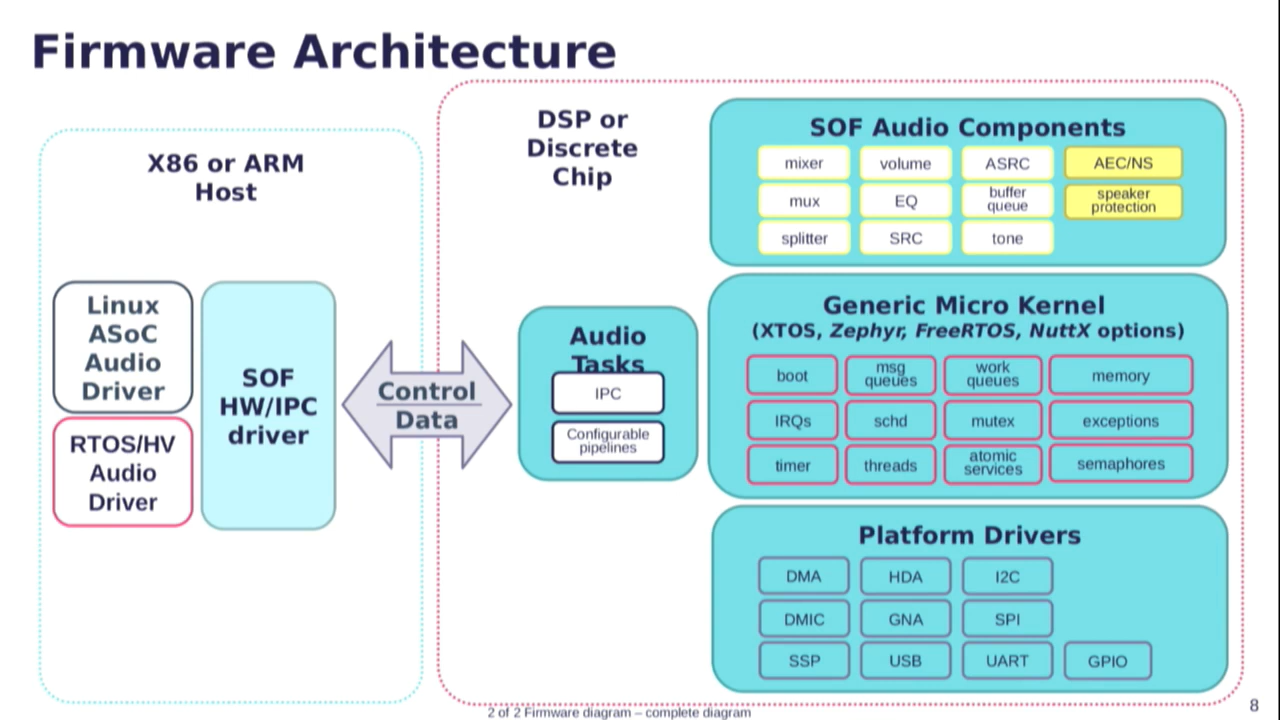 Firmware Architecture
X86 or ARM
Host
Linux
ASoC
Audio
Driver
RTOS/HV
Audio
Driver
SOF
HW/IPC
driver
Control
Data
DSP or
Discrete
Chip
Audio
Tasks
IPC
Configurable
pipelines
SOF Audio Components
mixer
volume
ASRC
AEC/NS
mux
EQ
buffer
queue
speaker
protection
splitter
SRC
tone
Generic Micro Kernel
(XTOS, Zephyr, FreeRTOS, NuttX options)
boot
msg
queues
work
queues
memory
IRQs
schd
mutex
exceptions
timer
threads
atomic
services
semaphores
Platform Drivers
DMA
HDA
I2C
DMIC
GNA
SPI
SSP
USB
UART
GPIO
2 of 2 Firmware diagram – complete diagram
8